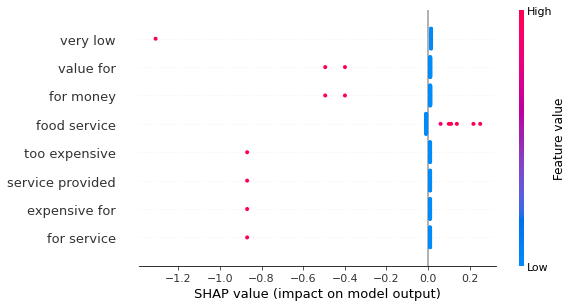 High
very low
value for
for money
food service
too expensive
service provided
expensive for
for service
Feature value
Low
−1.2 −1.0 −0.8 −0.6 −0.4 −0.2 0.0 0.2
SHAP value (impact on model output)